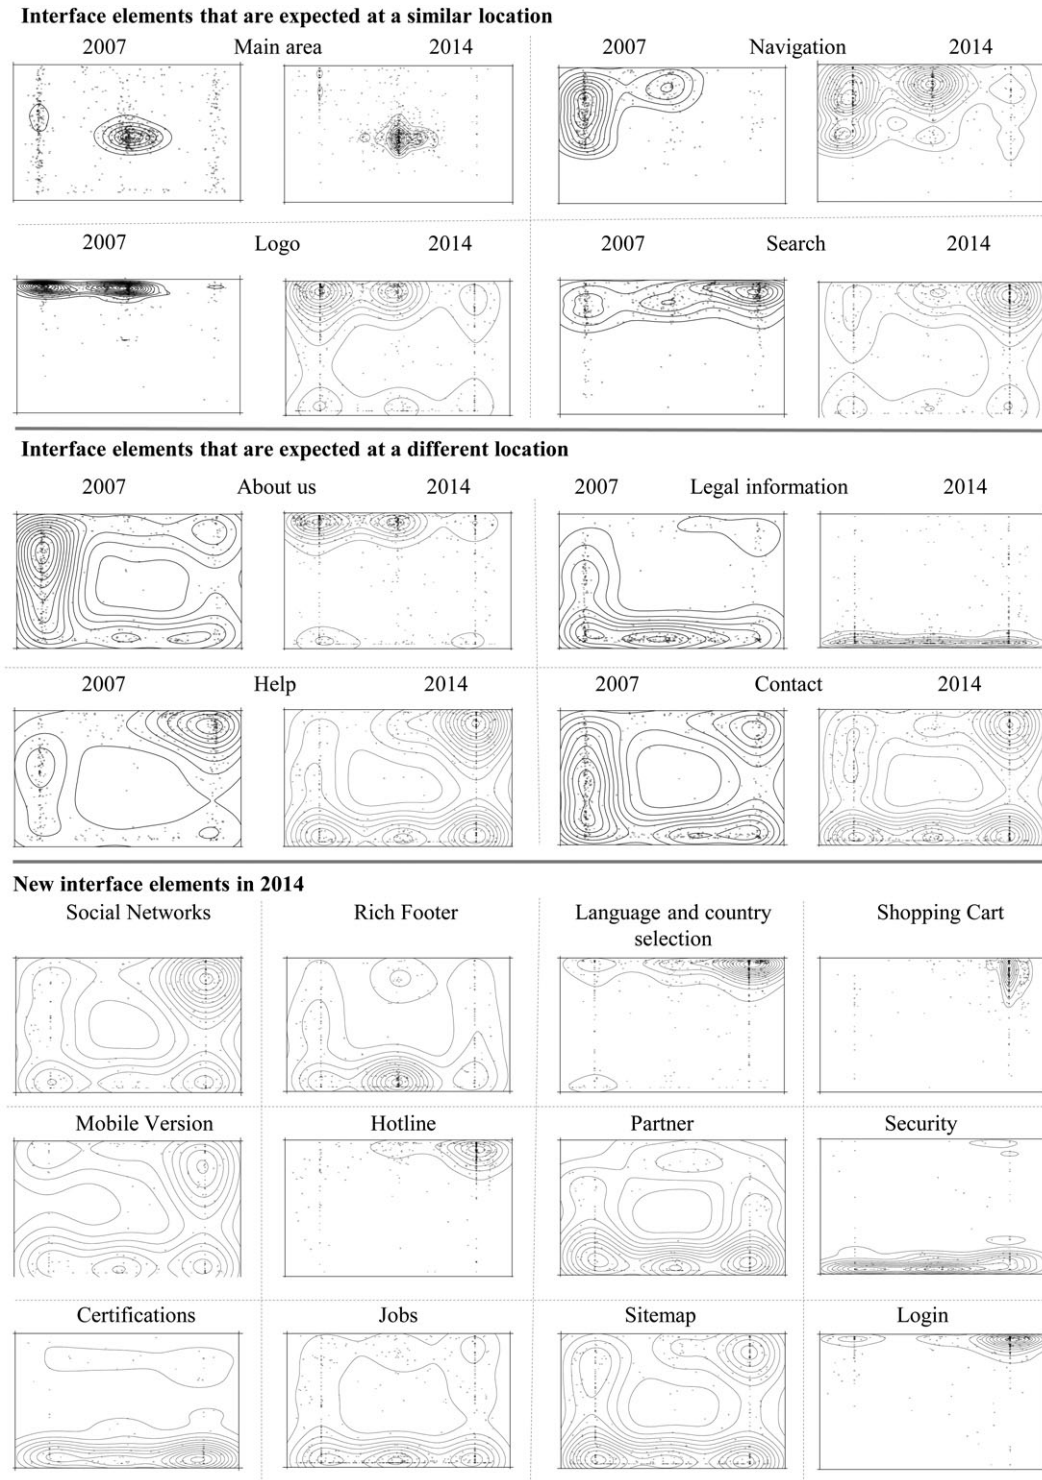 Interface elements that are expected at a similar location
2007 Main area 2014
2007 Navigation 2014
2007 Logo 2014
2007 Search 2014
Interface elements that are expected at a different location
2007 About us 2014
2007 Legal information 2014
2007 Help 2014
2007 Contact 2014
New interface elements in 2014
Social Networks
Rich Footer
Language and country
selection
Shopping Cart
Mobile Version
Hotline
Partner
Security
Certifications
Jobs
Sitemap
Login